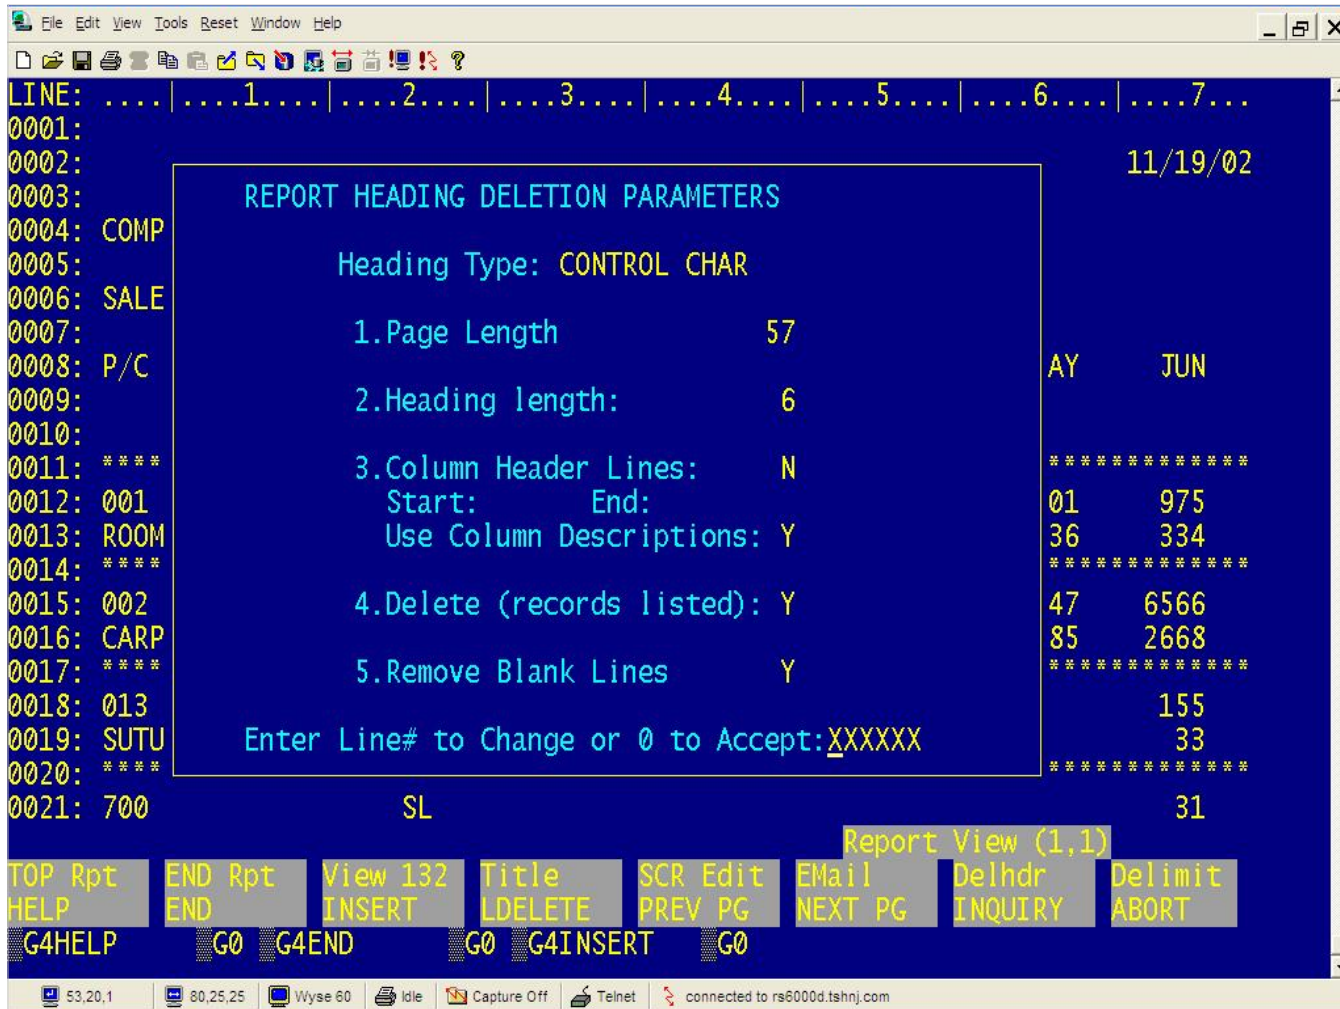 File Edit View Tools Reset Window Help
LINE: ....|....1....|....2....|....3....|....4....|....5....|....6....|....7...
0001:
0002: 11/19/02
0003: REPORT HEADING DELETION PARAMETERS
0004: COMP
0005: Heading Type: CONTROL CHAR
0006: SALE
0007: 1.Page Length 57
0008: P/C AY JUN
0009: 2.Heading length: 6
0010:
0011: **** 3.Column Header Lines: N *************
0012: 001 Start: End: 01 975
0013: ROOM Use Column Descriptions: Y 36 334
0014: **** *************
0015: 002 4.Delete (records listed): Y 47 6566
0016: CARP 85 2668
0017: **** 5.Remove Blank Lines Y *************
0018: 013 155
0019: SUTU Enter Line# to Change or 0 to Accept:XXXXXX 33
0020: **** *************
0021: 700 SL 31
Report View (1,1)
TOP Rpt END Rpt View 132 Title SCR Edit EMail Delhdr Delimit
HELP END INSERT LDELETE PREV PG NEXT PG INQUIRY ABORT
G4HELP G0 G4END G0 G4INSERT G0
53,20,1 80,25,25 Wyse 60 Idle Capture Off Telnet connected to rs6000d.tshnj.com